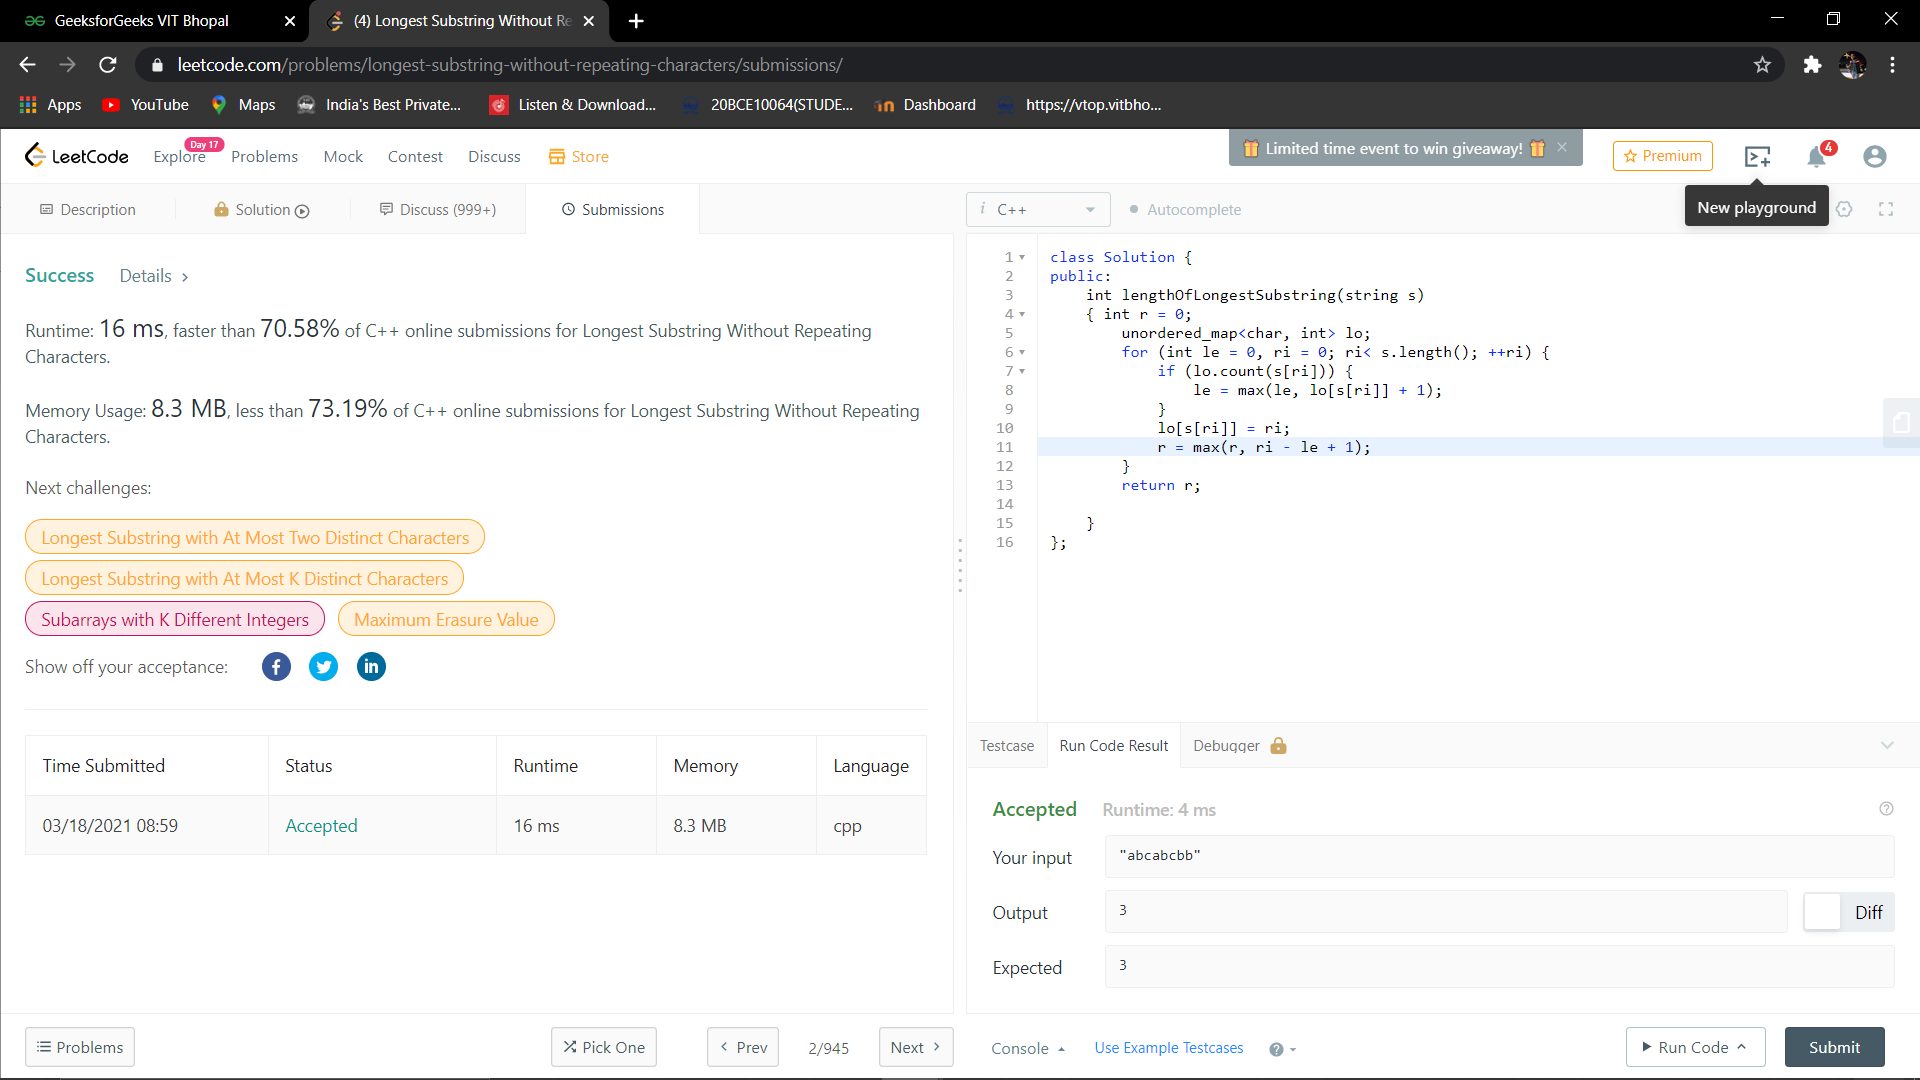 GeeksforGeeks VIT Bhopal
(4) Longest Substring Without Re
leetcode.com/problems/longest-substring-without-repeating-characters/submissions/
Apps YouTube Maps India's Best Private... Listen & Download... 20BCE10064(STUDE... Dashboard https://vtop.vitbho...
LeetCode Explore Day 17 Problems Mock Contest Discuss Store
Limited time event to win giveaway!
Premium
4
New playground
Description Solution Discuss (999+) Submissions
i C++ Autocomplete
Success Details >
Runtime: 16 ms, faster than 70.58% of C++ online submissions for Longest Substring Without Repeating
Characters.
Memory Usage: 8.3 MB, less than 73.19% of C++ online submissions for Longest Substring Without Repeating
Characters.
Next challenges:
Longest Substring with At Most Two Distinct Characters
Longest Substring with At Most K Distinct Characters
Subarrays with K Different Integers Maximum Erasure Value
Show off your acceptance:
Time Submitted Status Runtime Memory Language
03/18/2021 08:59 Accepted 16 ms 8.3 MB cpp
1 class Solution {
2 public:
3 int lengthOfLongestSubstring(string s)
4 { int r = 0;
5 unordered_map<char, int> lo;
6 for (int le = 0, ri = 0; ri< s.length(); ++ri) {
7 if (lo.count(s[ri])) {
8 le = max(le, lo[s[ri]] + 1);
9 }
10 lo[s[ri]] = ri;
11 r = max(r, ri - le + 1);
12 }
13 return r;
14
15 }
16 };
Testcase Run Code Result Debugger
Accepted Runtime: 4 ms
Your input "abcabcbb"
Output 3 Diff
Expected 3
Problems Pick One < Prev 2/945 Next > Console Use Example Testcases ? Run Code Submit